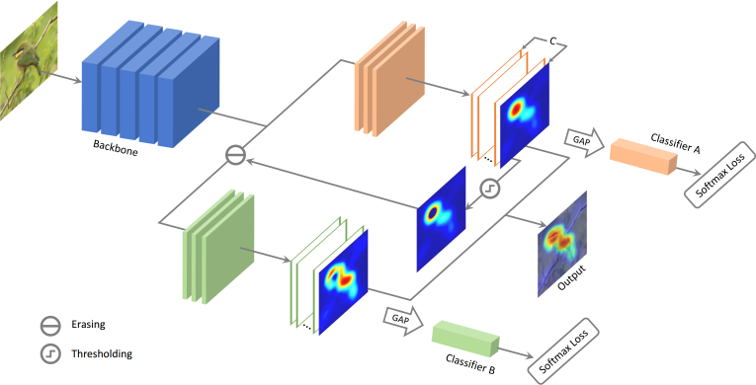 C
Backbone
GAP
Classifier A
Softmax Loss
Output
GAP
Classifier B
Softmax Loss
Erasing
Thresholding
...
...